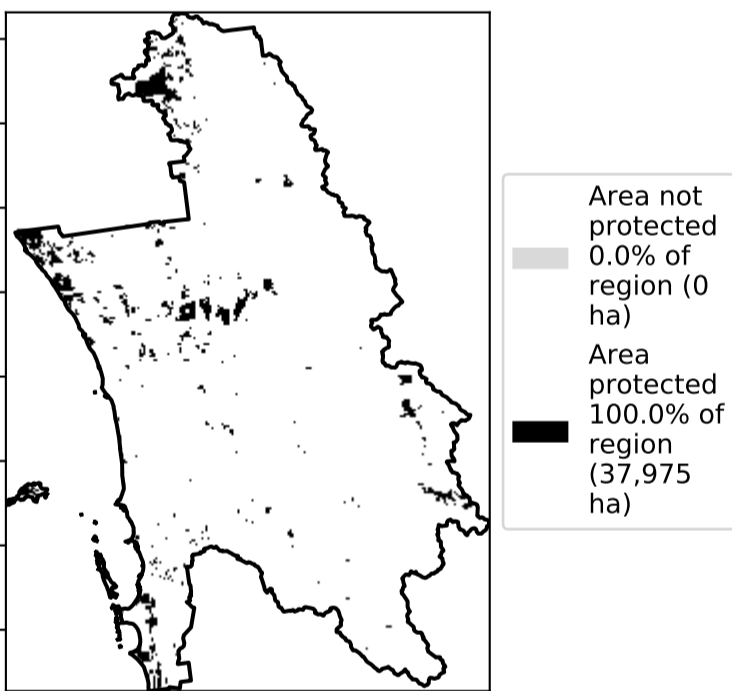 Area not
protected
0.0% of
region (0
ha)
Area
protected
100.0% of
region
(37,975
ha)